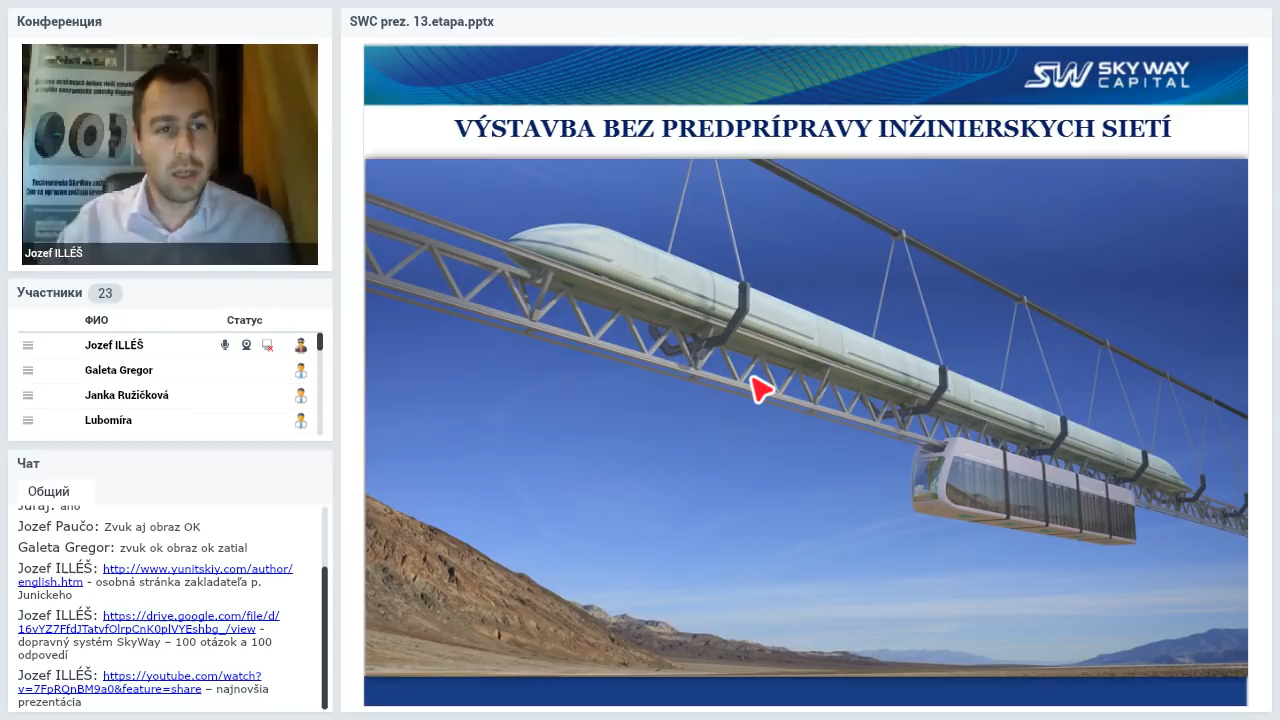 Конференция
Jozef ILLÉŠ
Участники 23
ФИО Статус
Jozef ILLÉŠ
Galeta Gregor
Janka Ružičková
Lubomíra
Чат
Общий
Juraj: áno
Jozef Paučo: Zvuk aj obraz OK
Galeta Gregor: zvuk ok obraz ok zatial
Jozef ILLÉŠ: http://www.yunitskiy.com/author/
english.htm - osobná stránka zakladateľa p.
Junickeho
Jozef ILLÉŠ: https://drive.google.com/file/d/
16vYZ7FfdJTatvfOlrpCnK0plVYEshbg_/view -
dopravný systém SkyWay – 100 otázok a 100
odpovedí
Jozef ILLÉŠ: https://youtube.com/watch?
v=7FpRQnBM9a0&feature=share – najnovšia
prezentácia
SWC prez. 13.etapa.pptx
SW SKY WAY
CAPITAL
VÝSTAVBA BEZ PREDPRÍPRAVY INŽINIERSKYCH SIETÍ